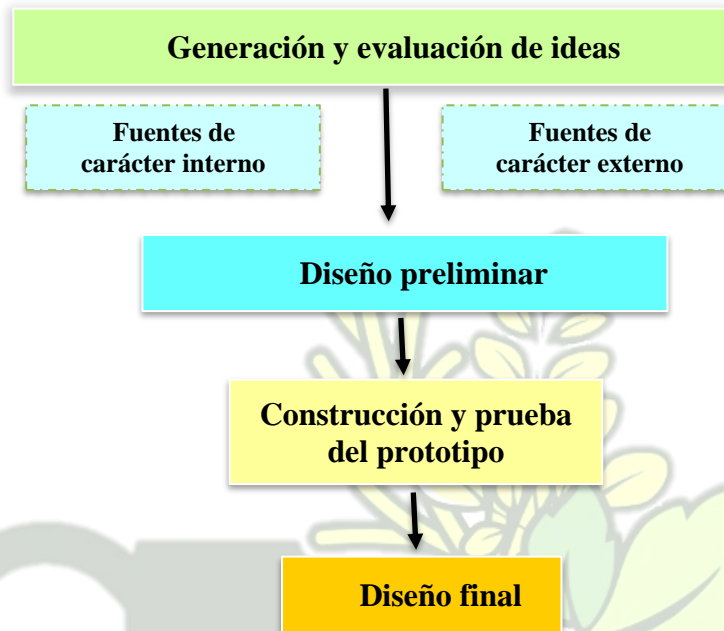 Generación y evaluación de ideas
Fuentes de
carácter interno
Fuentes de
carácter externo
Diseño preliminar
Construcción y prueba
del prototipo
Diseño final